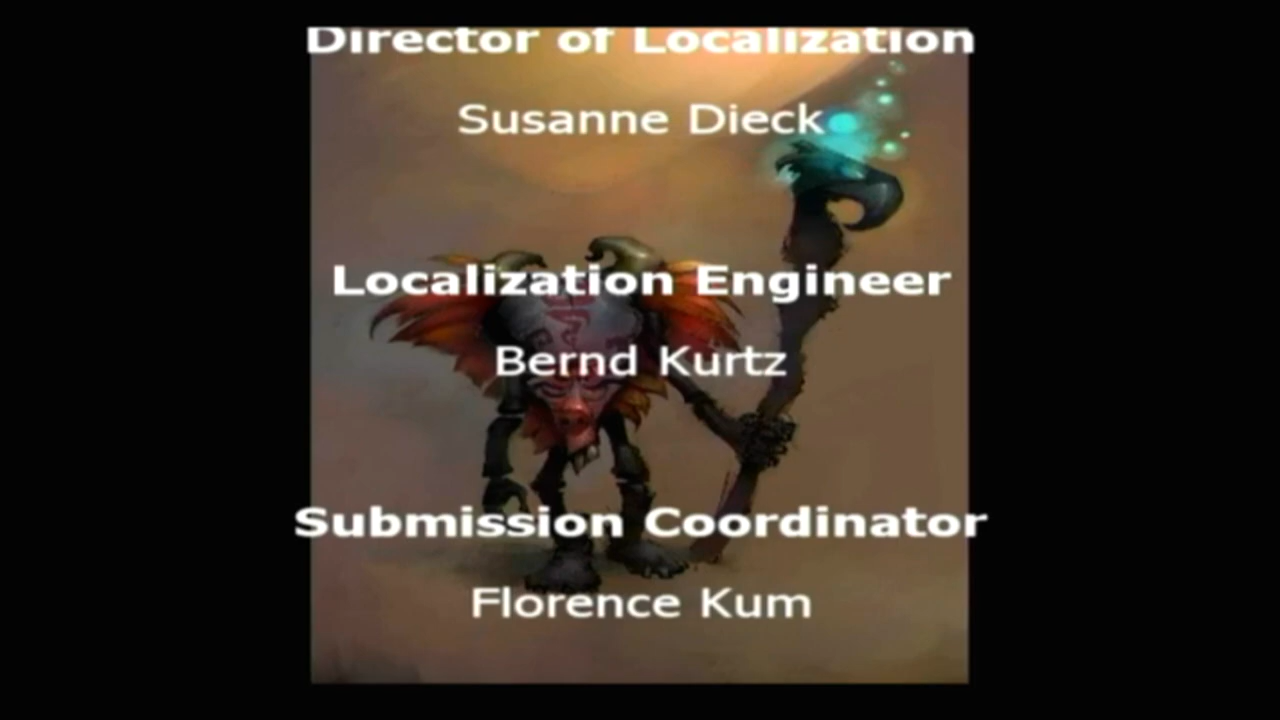 Director of Localization
Susanne Dieck
Localization Engineer
Bernd Kurtz
Submission Coordinator
Florence Kum